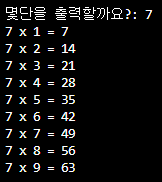 몇단을 출력할까요?: 7
7 x 1 = 7
7 x 2 = 14
7 x 3 = 21
7 x 4 = 28
7 x 5 = 35
7 x 6 = 42
7 x 7 = 49
7 x 8 = 56
7 x 9 = 63